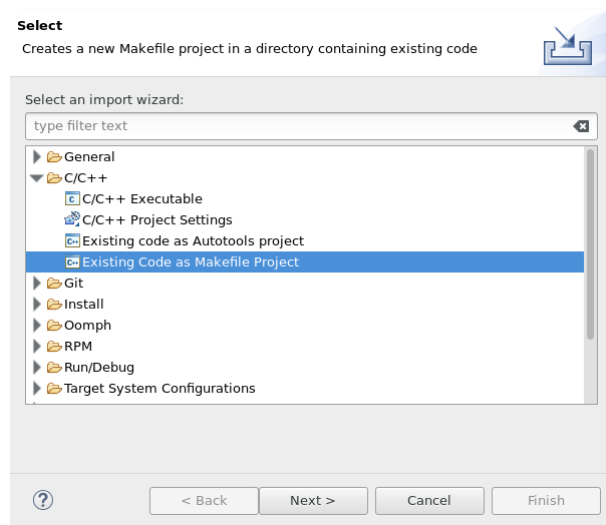 Select
Creates a new Makefile project in a directory containing existing code
Select an import wizard:
type filter text
General
C/C++
C/C++ Executable
C/C++ Project Settings
Existing code as Autotools project
Existing Code as Makefile Project
Git
Install
Oomph
RPM
Run/Debug
Target System Configurations
? < Back Next > Cancel Finish